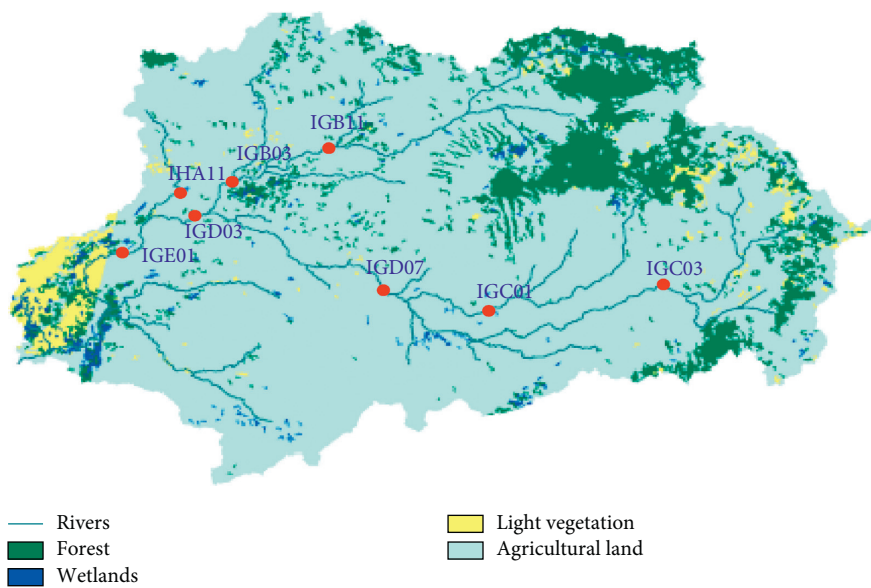 IGB11
IGB03
IHA11
IGD03
IGE01
IGD07
IGC01
IGC03
Rivers
Forest
Wetlands
Light vegetation
Agricultural land